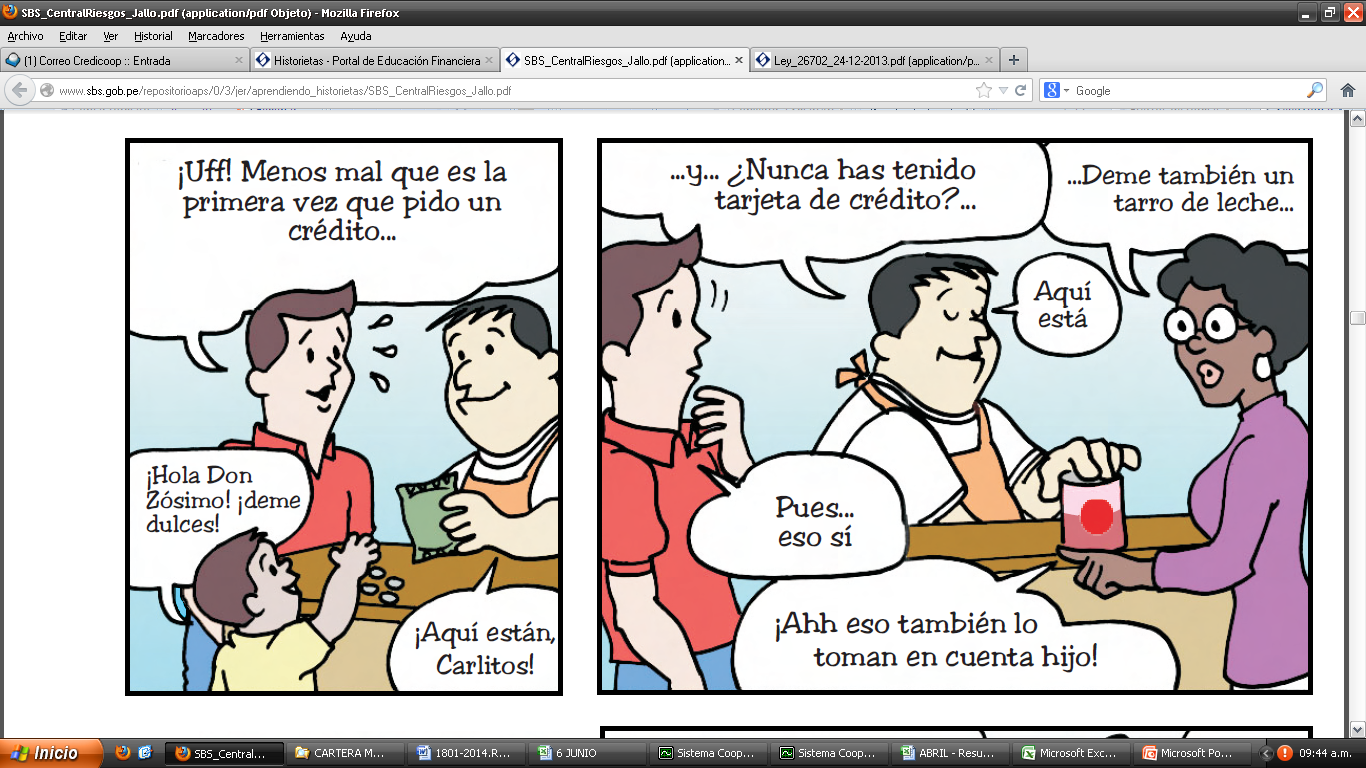 SBS_CentralRiesgos_Jallo.pdf (application/pdf Objeto) - Mozilla Firefox
Archivo Editar Ver Historial Marcadores Herramientas Ayuda
(1) Correo Credicoop :: Entrada
Historietas - Portal de Educación Financiera
SBS_CentralRiesgos_Jallo.pdf (application...
Ley_26702_24-12-2013.pdf (application/p...
www.sbs.gob.pe/repositorioaps/0/3/jer/aprendiendo_historietas/SBS_CentralRiesgos_Jallo.pdf
Google
¡Uff! Menos mal que es la
primera vez que pido un
crédito...
¡Hola Don
Zósimo! ¡deme
dulces!
¡Aquí están,
Carlitos!
...y... ¿Nunca has tenido
tarjeta de crédito?...
...Deme también un
tarro de leche...
Aquí
está
Pues...
eso sí
¡Ahh eso también lo
toman en cuenta hijo!
Inicio
SBS_Central...
CARTERA M...
1801-2014.R...
6 JUNIO
Sistema Coop...
Sistema Coop...
ABRIL - Resu...
Microsoft Exc...
Microsoft Po...
09:44 a.m.